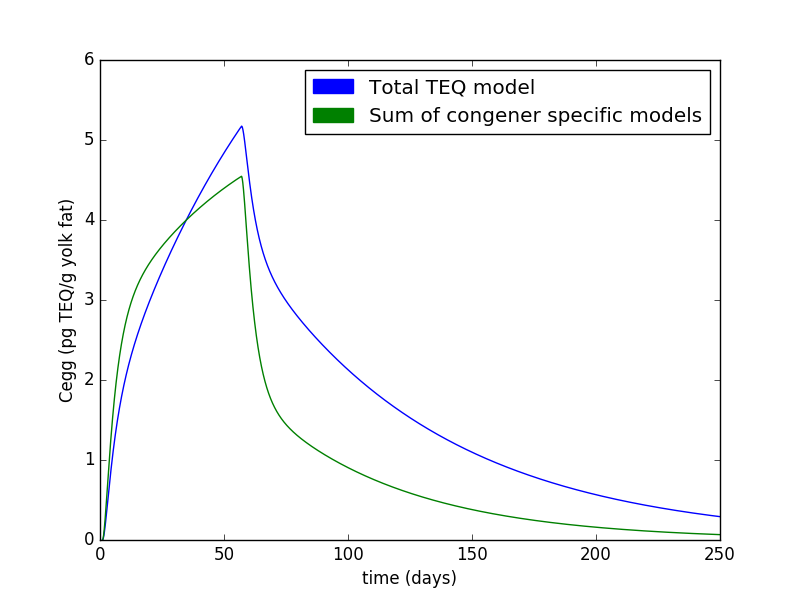 Total TEQ model
Sum of congener specific models
6
5
4
3
2
1
0
Cegg (pg TEQ/g yolk fat)
0 50 100 150 200 250
time (days)